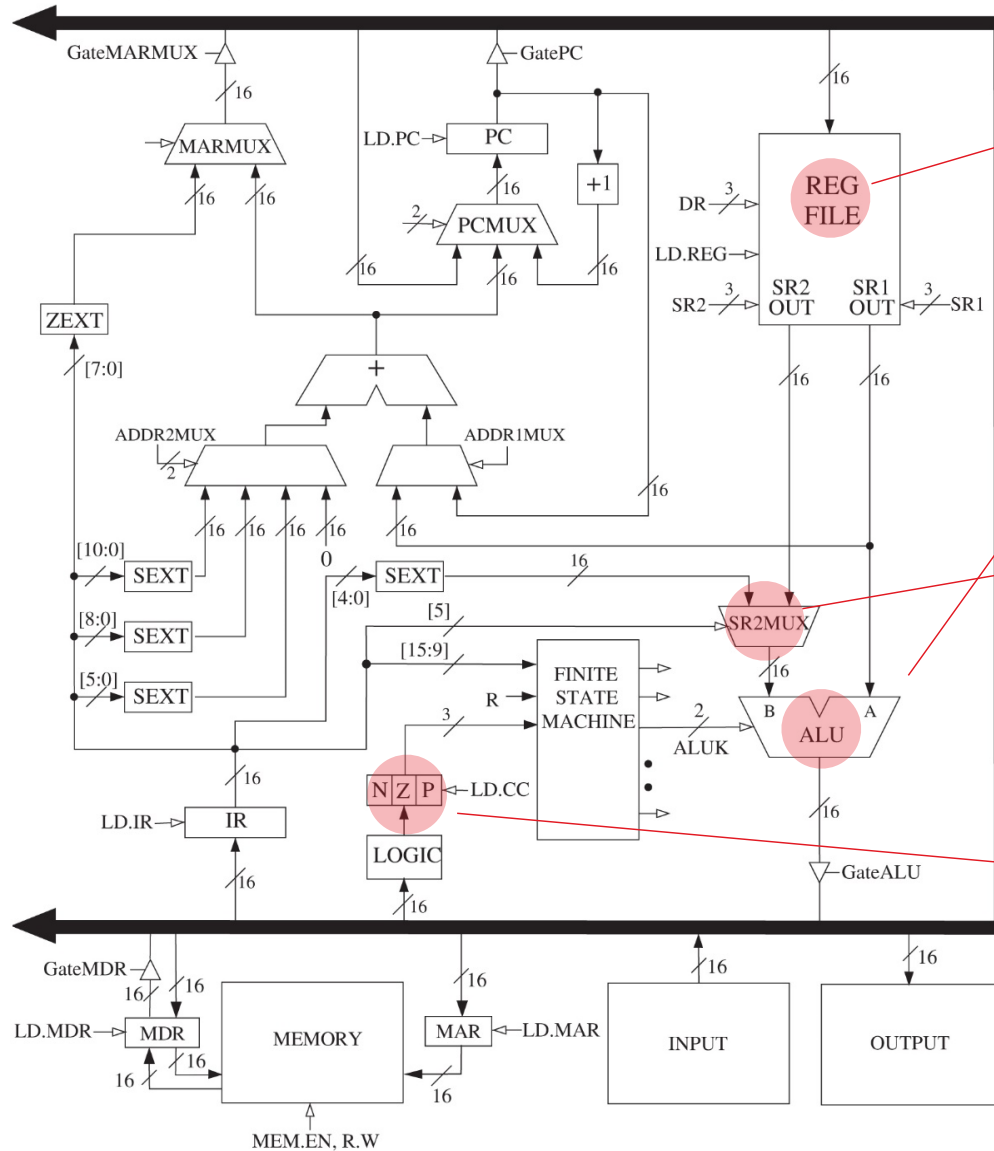 GateMARMUX
GatePC
16
16
MARMUX
LD.PC
PC
+1
REG
FILE
3
DR
16
16
16
2
PCMUX
16
16
16
LD.REG
SR2
OUT
SR1
OUT
3
SR2
3
SR1
ZEXT
[7:0]
+
16
16
ADDR2MUX
2
ADDR1MUX
16
16
16
16
16
16
16
0
[10:0]
SEXT
[4:0]
SEXT
16
[8:0]
SEXT
[5]
SR2MUX
[15:9]
16
[5:0]
SEXT
FINITE
STATE
MACHINE
R
3
2
ALUK
B
A
ALU
16
N Z P
LD.CC
16
LD.IR
IR
LOGIC
GateALU
16
16
GateMDR
16
16
16
16
16
LD.MDR
MDR
MEMORY
MAR
LD.MAR
INPUT
OUTPUT
16
16
16
MEM.EN, R.W